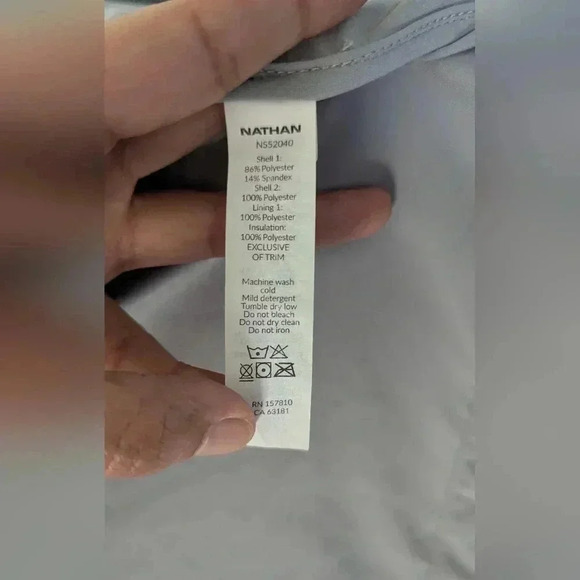 NATHAN
NS52040
Shell 1:
86% Polyester
14% Spandex
Shell 2:
100% Polyester
Lining 1:
100% Polyester
Insulation:
100% Polyester
EXCLUSIVE
OF TRIM
Machine wash
cold
Mild detergent
Tumble dry low
Do not bleach
Do not dry clean
Do not iron
RN 157810
CA 63181